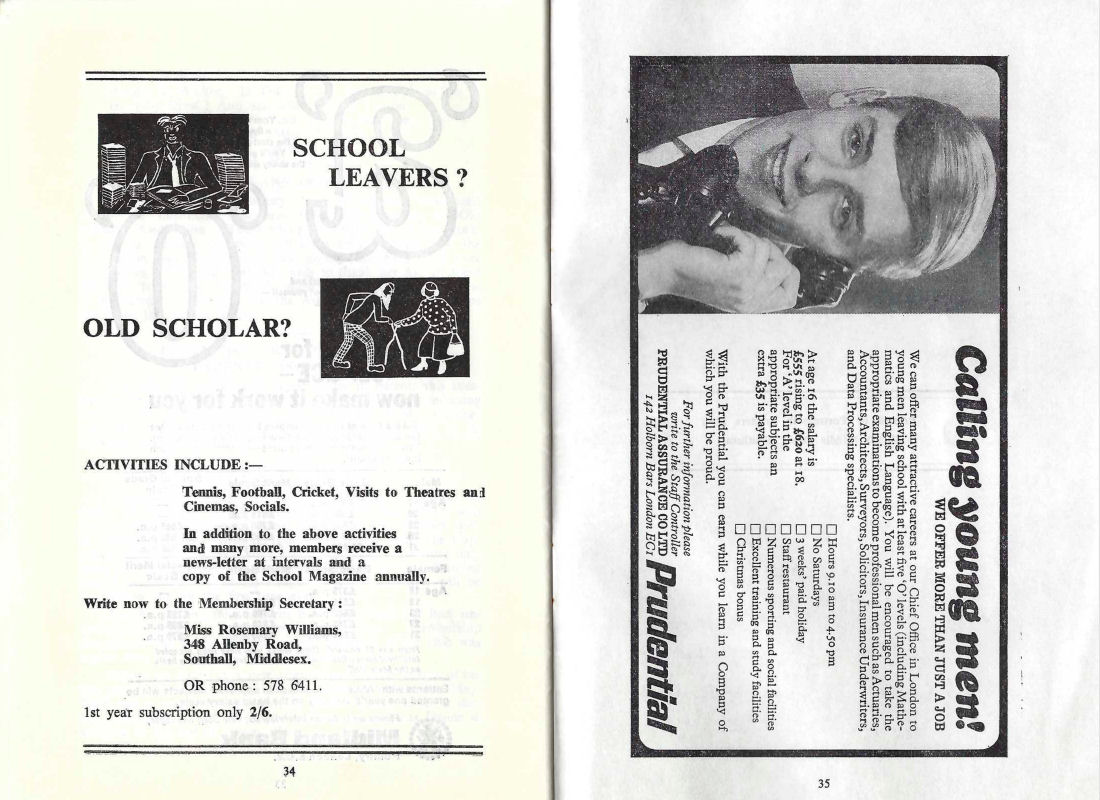 SCHOOL
LEAVERS ?
OLD SCHOLAR?
ACTIVITIES INCLUDE :—
Tennis, Football, Cricket, Visits to Theatres and
Cinemas, Socials.
In addition to the above activities
and many more, members receive a
news-letter at intervals and a
copy of the School Magazine annually.
Write now to the Membership Secretary :
Miss Rosemary Williams,
348 Allenby Road,
Southall, Middlesex.
OR phone : 578 6411.
1st year subscription only 2/6.
34
Calling young men!
WE OFFER MORE THAN JUST A JOB
We can offer many attractive careers at our Chief Office in London to
young men leaving school with at least five 'O' levels (including Mathe-
matics and English Language). You will be encouraged to take the
appropriate examinations to become professional men such as Actuaries,
Accountants, Architects, Surveyors, Solicitors, Insurance Underwriters,
and Data Processing specialists.
At age 16 the salary is
£555 rising to £620 at 18.
For 'A' level in the
appropriate subjects an
extra £35 is payable.
☐ Hours 9.10 am to 4.50 pm
☐ No Saturdays
☐ 3 weeks' paid holiday
☐ Staff restaurant
☐ Numerous sporting and social facilities
☐ Excellent training and study facilities
☐ Christmas bonus
With the Prudential you can earn while you learn in a Company of
which you will be proud.
For further information please
write to the Staff Controller
PRUDENTIAL ASSURANCE CO LTD
142 Holborn Bars London EC1
Prudential
35